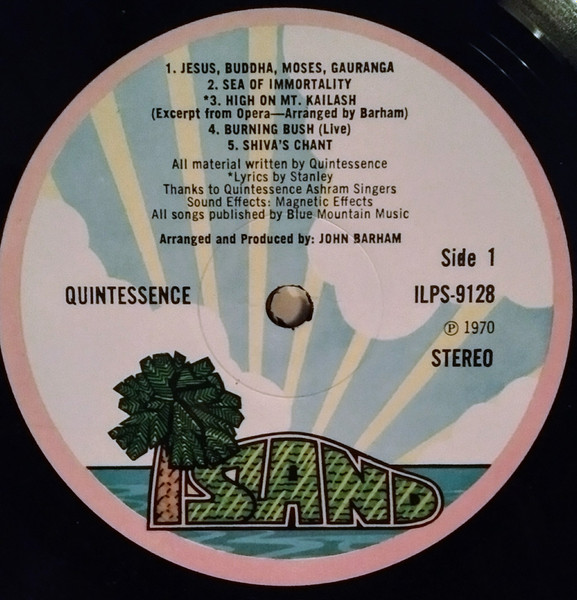 1. JESUS, BUDDHA, MOSES, GAURANGA
2. SEA OF IMMORTALITY
*3. HIGH ON MT. KAILASH
(Excerpt from Opera—Arranged by Barham)
4. BURNING BUSH (Live)
5. SHIVA'S CHANT
All material written by Quintessence
*Lyrics by Stanley
Thanks to Quintessence Ashram Singers
Sound Effects: Magnetic Effects
All songs published by Blue Mountain Music
Arranged and Produced by: JOHN BARHAM
Side 1
QUINTESSENCE
ILPS-9128
Ⓟ 1970
STEREO
ISLAND